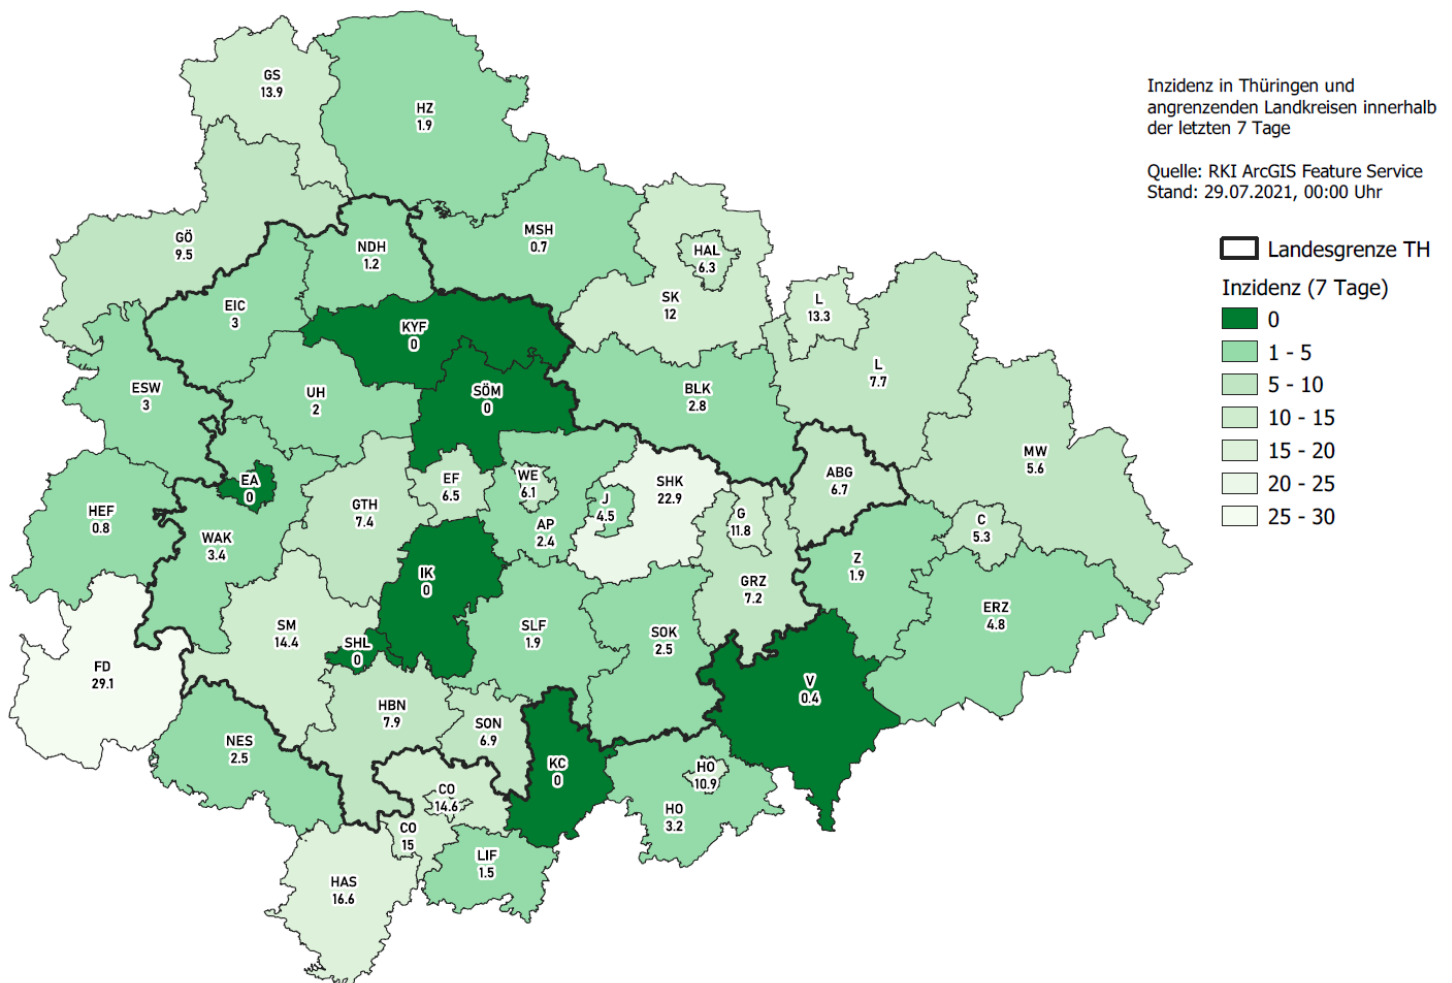 Inzidenz in Thüringen und
angrenzenden Landkreisen innerhalb
der letzten 7 Tage
Quelle: RKI ArcGIS Feature Service
Stand: 29.07.2021, 00:00 Uhr
Landesgrenze TH
Inzidenz (7 Tage)
0
1 - 5
5 - 10
10 - 15
15 - 20
20 - 25
25 - 30
GS
13.9
HZ
1.9
GÖ
9.5
NDH
1.2
MSH
0.7
HAL
6.3
SK
12
L
13.3
EIC
3
KYF
0
L
7.7
ESW
3
UH
2
SÖM
0
BLK
2.8
MW
5.6
EA
0
EF
6.5
WE
6.1
SHK
22.9
ABG
6.7
HEF
0.8
GTH
7.4
J
4.5
G
11.8
C
5.3
WAK
3.4
AP
2.4
Z
1.9
IK
0
GRZ
7.2
ERZ
4.8
SM
14.4
SHL
0
SLF
1.9
SOK
2.5
FD
29.1
V
0.4
HBN
7.9
SON
6.9
NES
2.5
KC
0
HO
10.9
CO
14.6
HO
3.2
CO
15
LIF
1.5
HAS
16.6